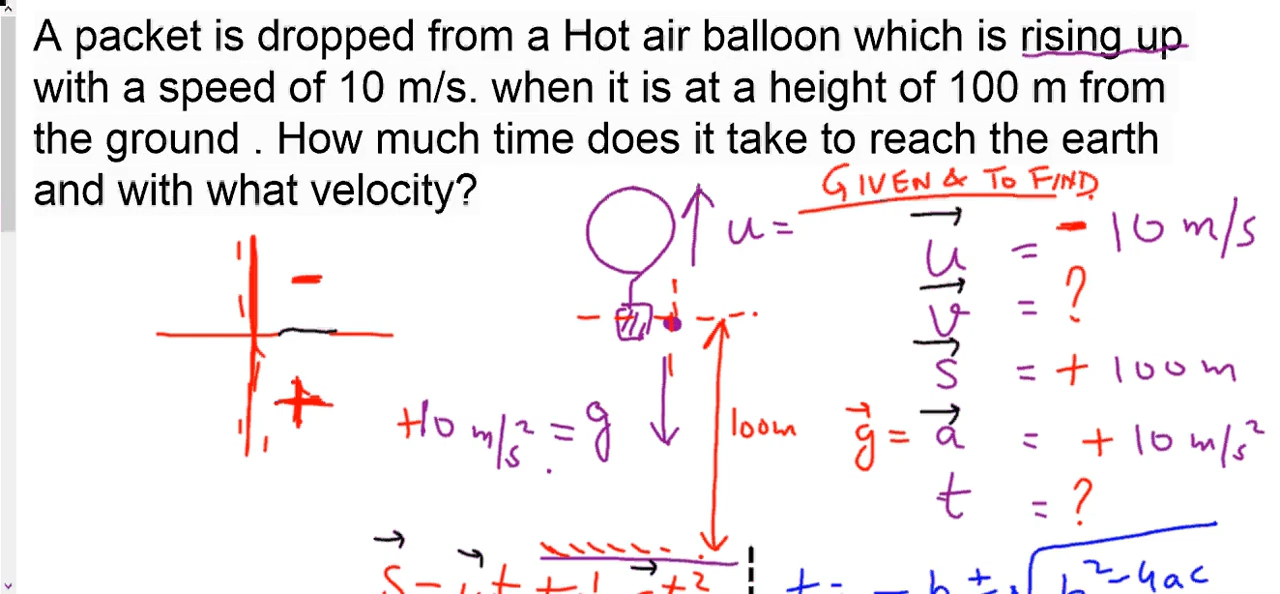 A packet is dropped from a Hot air balloon which is rising up
with a speed of 10 m/s. when it is at a height of 100 m from
the ground . How much time does it take to reach the earth
and with what velocity?
GIVEN & TO FIND
u =
u = - 10 m/s
v = ?
s = + 100 m
g = a = + 10 m/s²
t = ?
-
+
+10 m/s² = g
100m
t = - b ± √ b² - 4ac